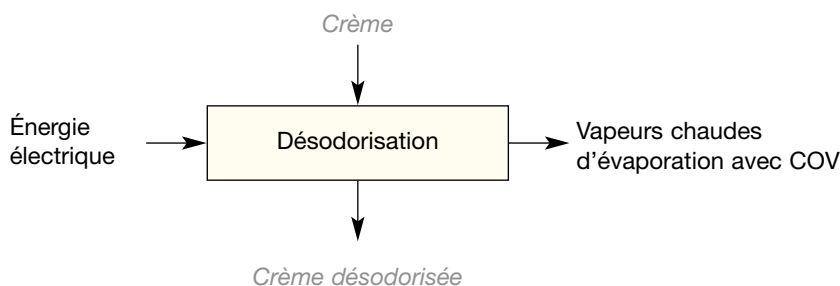 Crème
Énergie
électrique
Désodorisation
Vapeurs chaudes
d’évaporation avec COV
Crème désodorisée